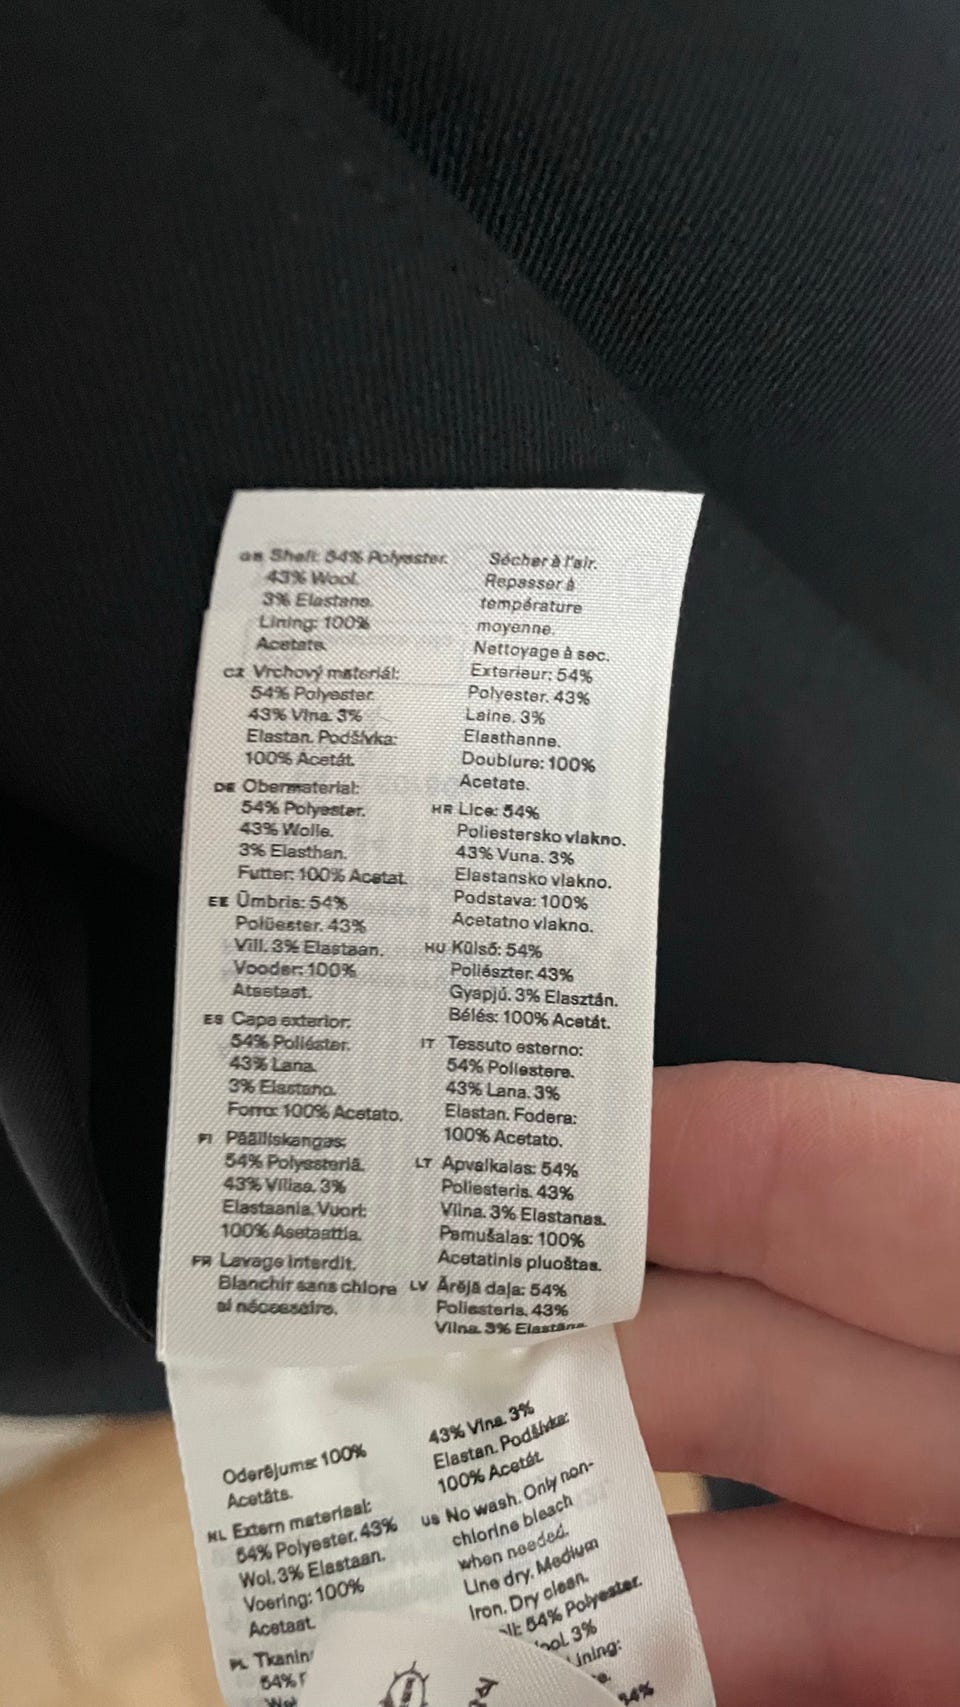 GB Shell: 54% Polyester.
43% Wool.
3% Elastane.
Lining: 100%
Acetate.
CZ Vrchový materiál:
54% Polyester.
43% Vlna. 3%
Elastan. Podšívka:
100% Acetát.
DE Obermaterial:
54% Polyester.
43% Wolle.
3% Elasthan.
Futter: 100% Acetat.
EE Ümbris: 54%
Polüester. 43%
Vill. 3% Elastaan.
Vooder: 100%
Atsetaat.
ES Capa exterior:
54% Poliéster.
43% Lana.
3% Elastano.
Forro: 100% Acetato.
FI Päälliskangas:
54% Polyesteriä.
43% Villaa. 3%
Elastaania. Vuori:
100% Asetaattia.
FR Lavage interdit.
Blanchir sans chlore
si nécessaire.
Sécher à l'air.
Repasser à
température
moyenne.
Nettoyage à sec.
Exterieur: 54%
Polyester. 43%
Laine. 3%
Elasthanne.
Doublure: 100%
Acetate.
HR Lice: 54%
Poliestersko vlakno.
43% Vuna. 3%
Elastansko vlakno.
Podstava: 100%
Acetatno vlakno.
HU Külső: 54%
Poliészter. 43%
Gyapjú. 3% Elasztán.
Bélés: 100% Acetát.
IT Tessuto esterno:
54% Poliestere.
43% Lana. 3%
Elastan. Fodera:
100% Acetato.
LT Apvalkalas: 54%
Poliesteris. 43%
Vilna. 3% Elastanas.
Pamušalas: 100%
Acetatinis pluoštas.
LV Ārējā daļa: 54%
Poliesteris. 43%
Vilna. 3% Elastāna.
Oderējums: 100%
Acetāts.
NL Extern materiaal:
54% Polyester. 43%
Wol. 3% Elastaan.
Voering: 100%
Acetaat.
PL Tkanin
54%
43% Vlna. 3%
Elastan. Podšívka:
100% Acetát.
US No wash. Only non-
chlorine bleach
when needed.
Line dry. Medium
Iron. Dry clean.
54% Polyester.
3%
54%